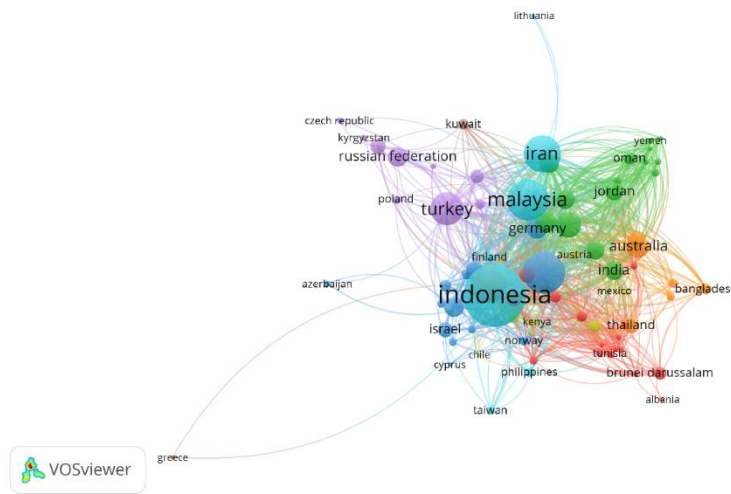 lithuania
czech republic
kuwait
kyrgyzstan
yemen
russian federation
iran
oman
poland
malaysia
jordan
turkey
germany
australia
finland
austria
india
azerbaijan
banglades
indonesia
mexico
israel
kenya
thailand
norway
chile
tunisia
cyprus
philippines
brunei darussalam
albania
taiwan
greece
VOSviewer